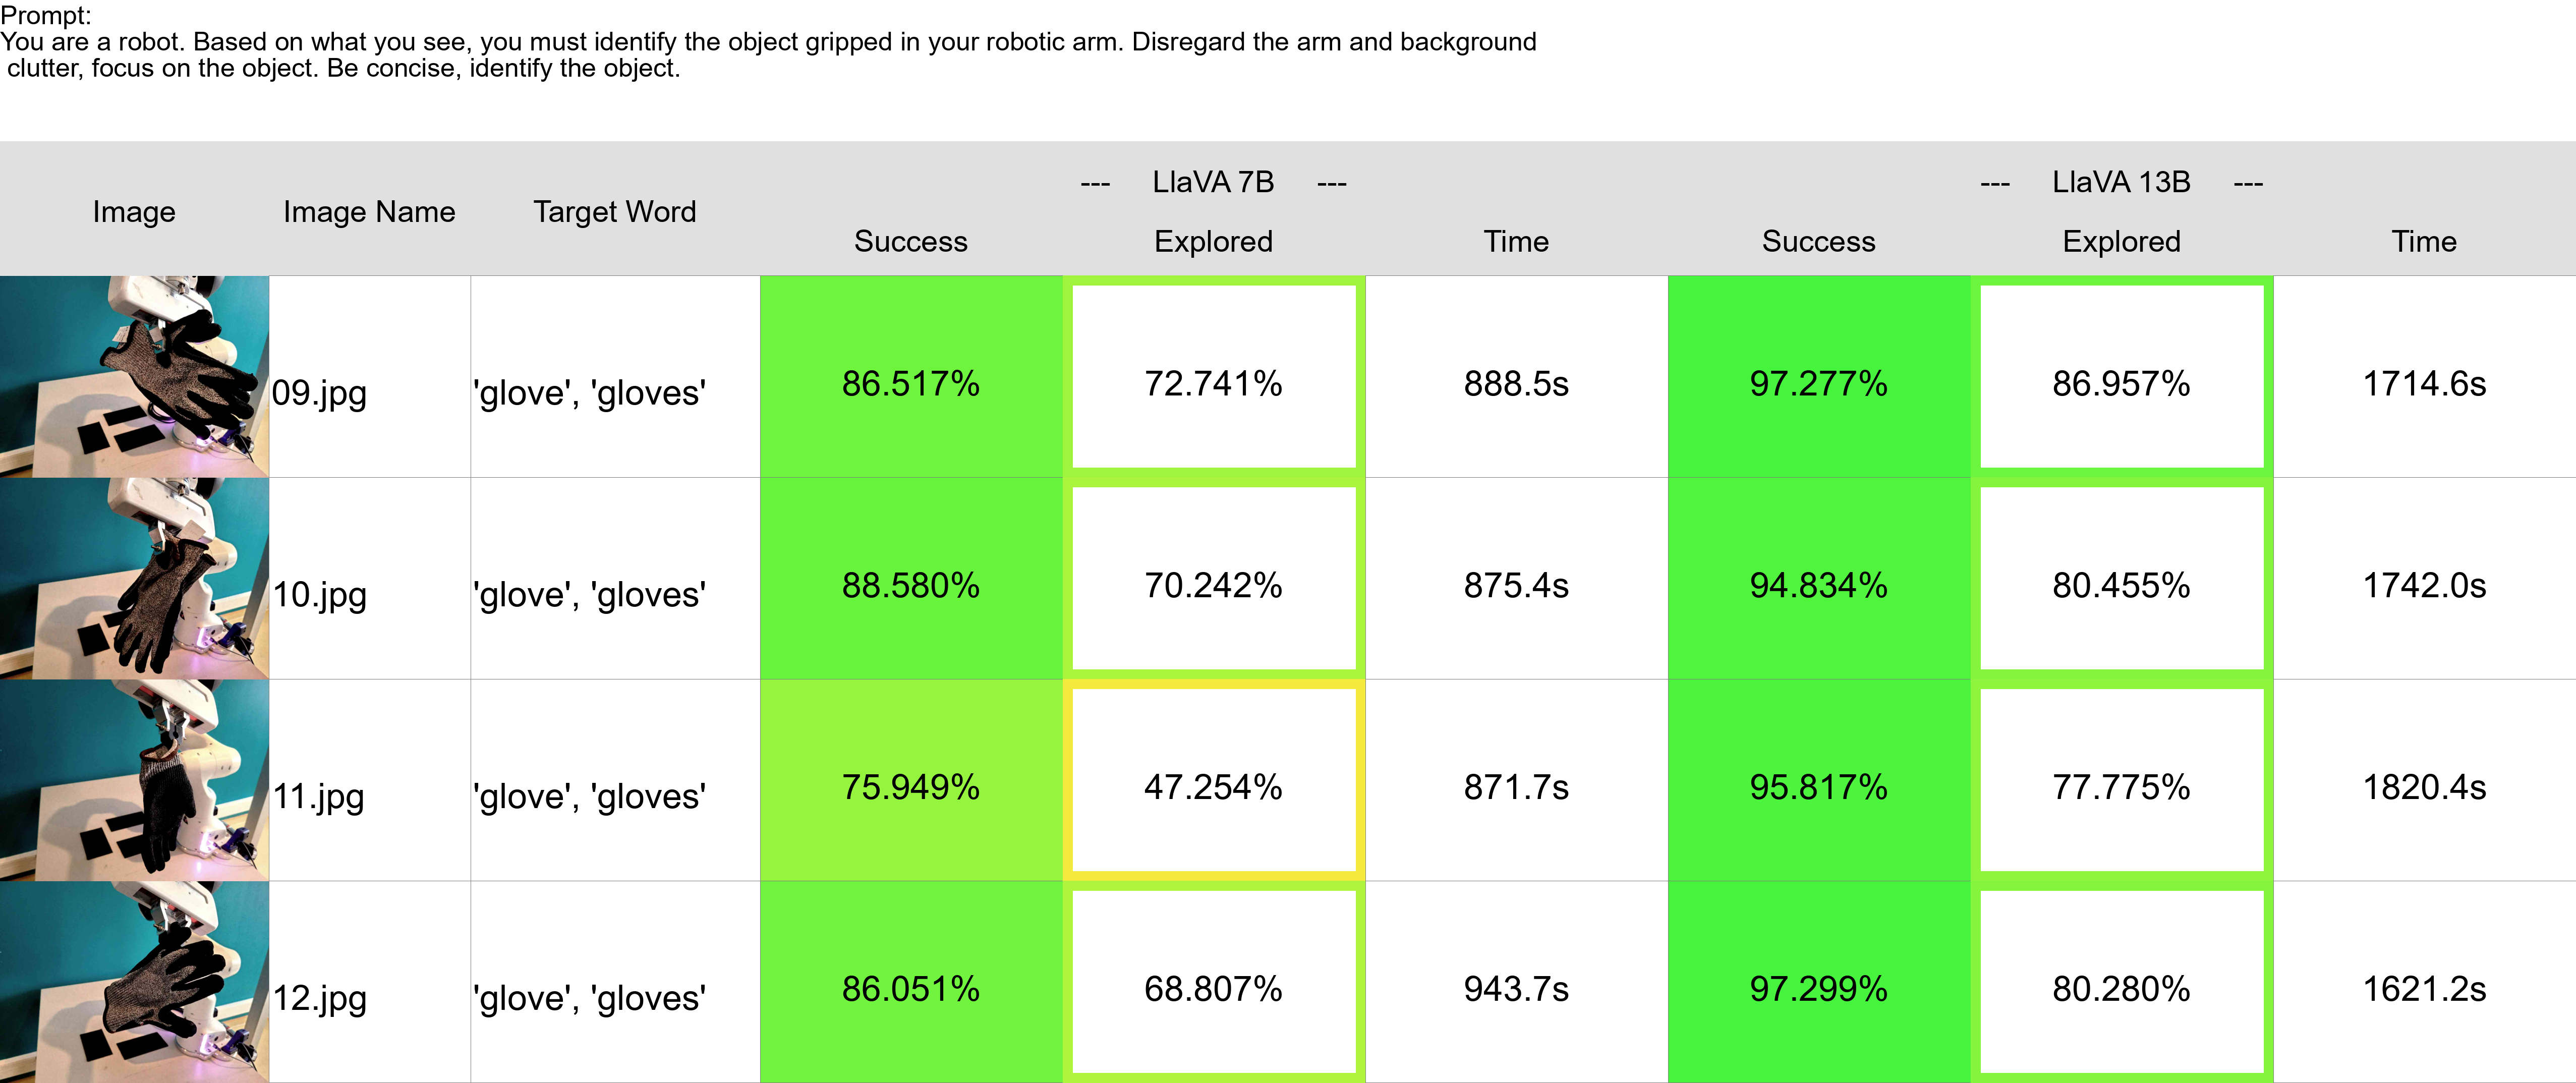 Prompt:
You are a robot. Based on what you see, you must identify the object gripped in your robotic arm. Disregard the arm and background
clutter, focus on the object. Be concise, identify the object.
--- LlaVA 7B --- --- LlaVA 13B ---
Image Image Name Target Word
Success Explored Time Success Explored Time
09.jpg 'glove', 'gloves' 86.517% 72.741% 888.5s 97.277% 86.957% 1714.6s
10.jpg 'glove', 'gloves' 88.580% 70.242% 875.4s 94.834% 80.455% 1742.0s
11.jpg 'glove', 'gloves' 75.949% 47.254% 871.7s 95.817% 77.775% 1820.4s
12.jpg 'glove', 'gloves' 86.051% 68.807% 943.7s 97.299% 80.280% 1621.2s